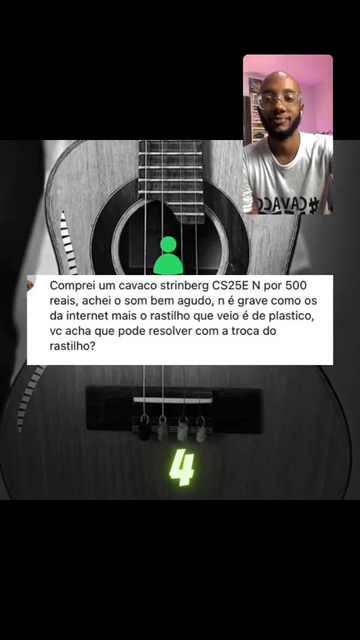 #CAVACO
Comprei um cavaco strinberg CS25E N por 500
reais, achei o som bem agudo, n é grave como os
da internet mais o rastilho que veio é de plastico,
vc acha que pode resolver com a troca do
rastilho?
4